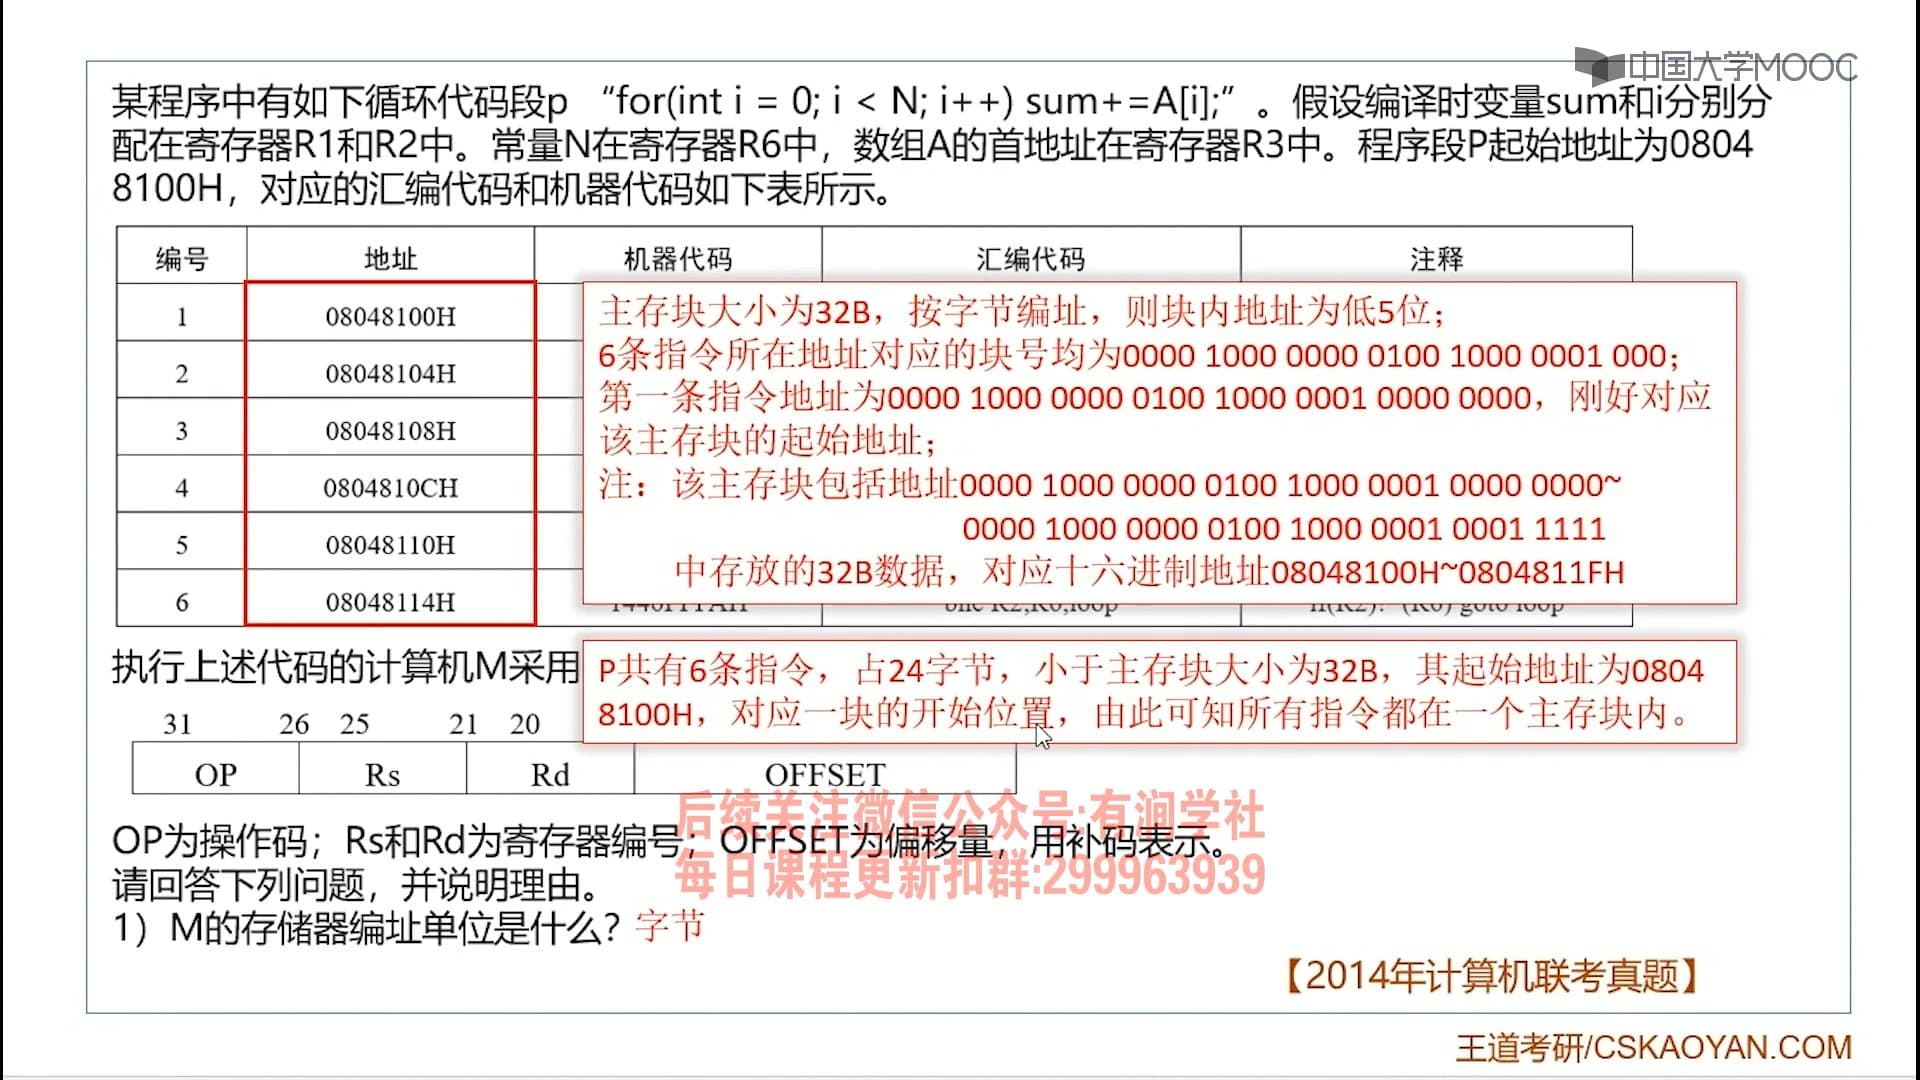 中国大学MOOC
某程序中有如下循环代码段p “for(int i = 0; i < N; i++) sum+=A[i];”。假设编译时变量sum和i分别分
配在寄存器R1和R2中。常量N在寄存器R6中，数组A的首地址在寄存器R3中。程序段P起始地址为0804
8100H，对应的汇编代码和机器代码如下表所示。
编号 地址 机器代码 汇编代码 注释
1 08048100H
2 08048104H
3 08048108H
4 0804810CH
5 08048110H
6 08048114H
主存块大小为32B，按字节编址，则块内地址为低5位；
6条指令所在地址对应的块号均为0000 1000 0000 0100 1000 0001 000；
第一条指令地址为0000 1000 0000 0100 1000 0001 0000 0000，刚好对应
该主存块的起始地址；
注：该主存块包括地址0000 1000 0000 0100 1000 0001 0000 0000~
0000 1000 0000 0100 1000 0001 0001 1111
中存放的32B数据，对应十六进制地址08048100H~0804811FH
执行上述代码的计算机M采用
P共有6条指令，占24字节，小于主存块大小为32B，其起始地址为0804
8100H，对应一块的开始位置，由此可知所有指令都在一个主存块内。
31 26 25 21 20
OP Rs Rd OFFSET
后续关注微信公众号:有润学社
OP为操作码；Rs和Rd为寄存器编号；OFFSET为偏移量，用补码表示。
每日课程更新扣群:299963939
请回答下列问题，并说明理由。
1）M的存储器编址单位是什么？字节
【2014年计算机联考真题】
王道考研/CSKAOYAN.COM